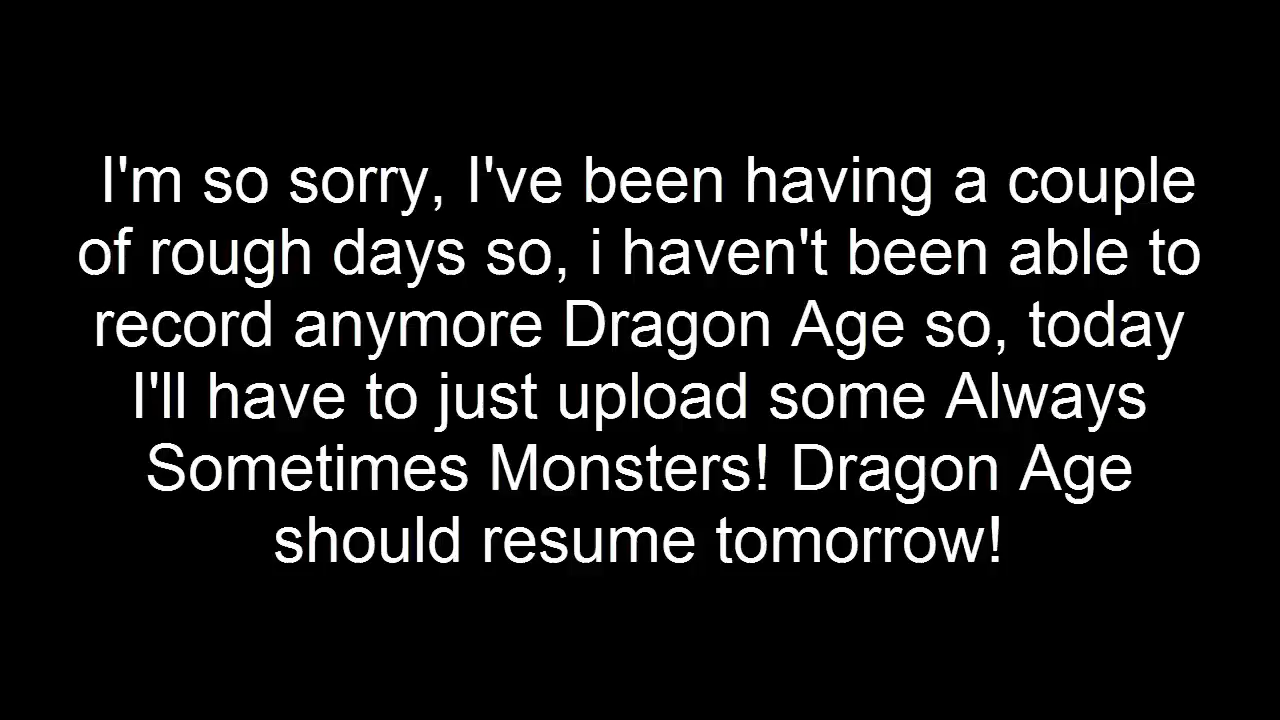 I'm so sorry, I've been having a couple
of rough days so, i haven't been able to
record anymore Dragon Age so, today
I'll have to just upload some Always
Sometimes Monsters! Dragon Age
should resume tomorrow!